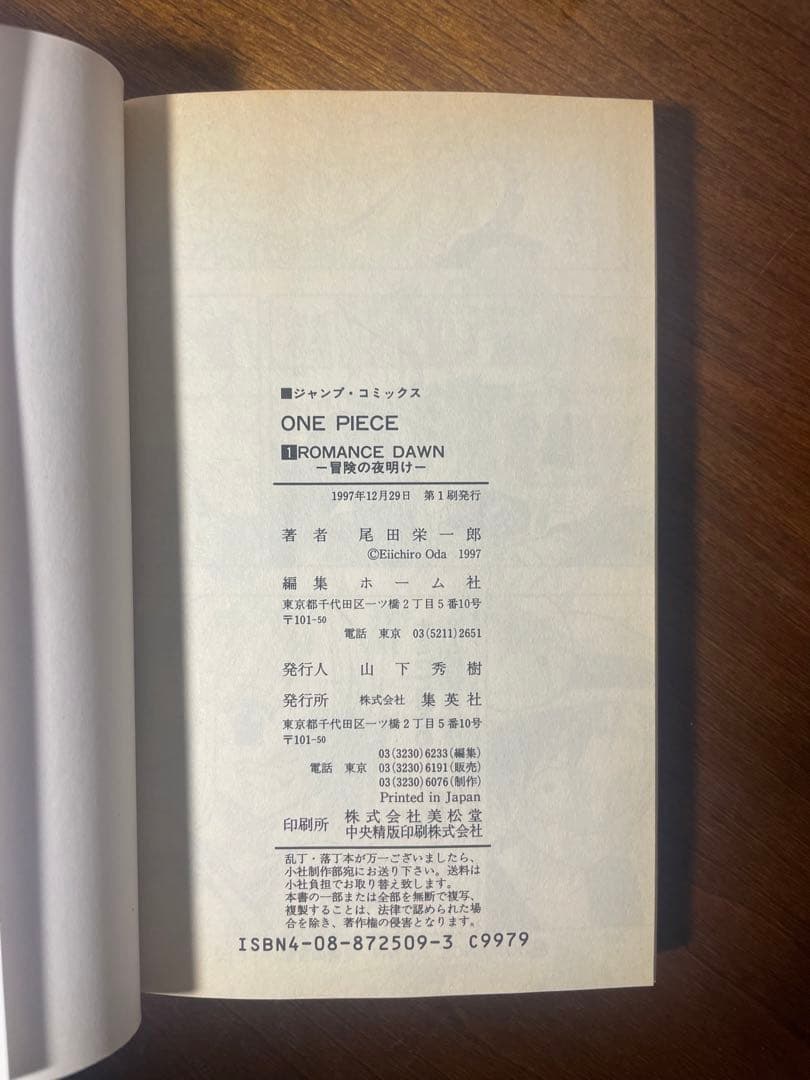 ■ジャンプ・コミックス
ONE PIECE
1 ROMANCE DAWN
―冒険の夜明け―
1997年12月29日 第1刷発行
著者 尾田栄一郎
©Eiichiro Oda 1997
編集 ホーム社
東京都千代田区一ツ橋2丁目5番10号
〒101-50
電話 東京 03(5211)2651
発行人 山下秀樹
発行所 株式会社 集英社
東京都千代田区一ツ橋2丁目5番10号
〒101-50
03(3230)6233(編集)
電話 東京 03(3230)6191(販売)
03(3230)6076(制作)
Printed in Japan
印刷所 株式会社美松堂
中央精版印刷株式会社
乱丁・落丁本が万一ございましたら、
小社制作部宛にお送り下さい。送料は
小社負担でお取り替え致します。
本書の一部または全部を無断で複写、
複製することは、法律で認められた場
合を除き、著作権の侵害となります。
ISBN4-08-872509-3 C9979